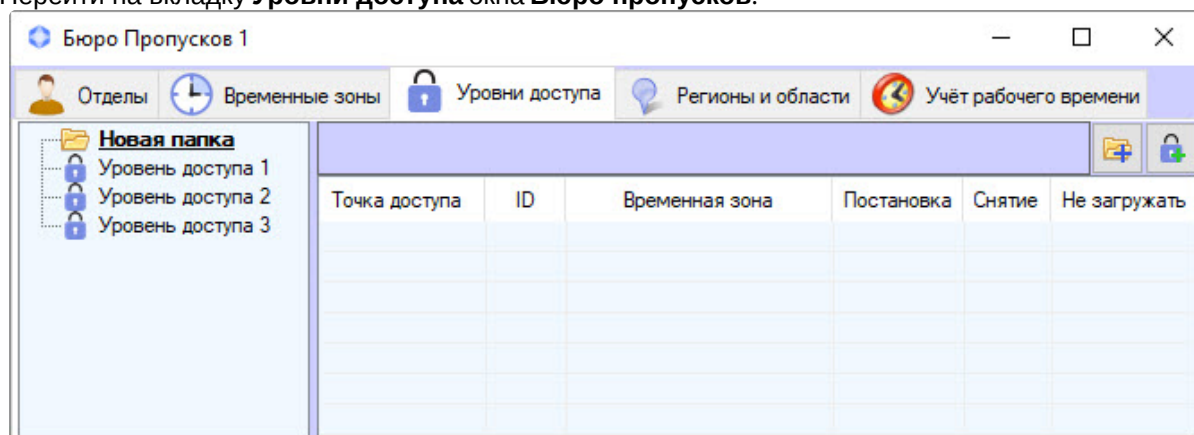 Перейти на вкладку Уровни доступа окна Бюро пропусков.
Бюро Пропусков 1
Отделы Временные зоны Уровни доступа Регионы и области Учёт рабочего времени
Новая папка
Уровень доступа 1
Уровень доступа 2
Уровень доступа 3
Точка доступа ID Временная зона Постановка Снятие Не загружать